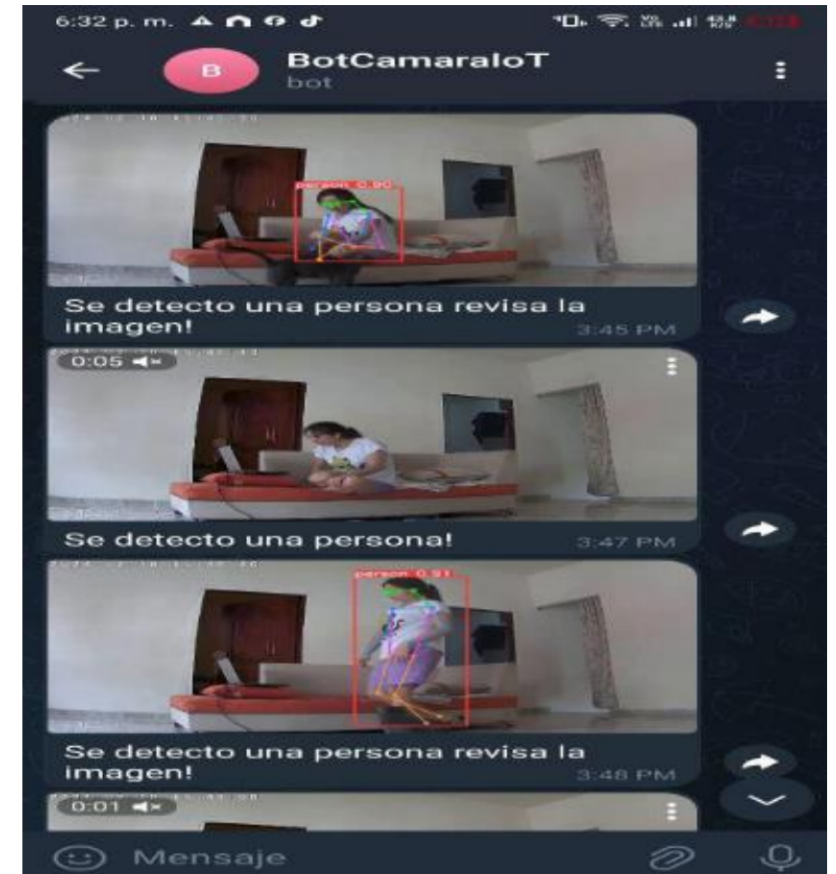 6:32 p. m.
BotCamaraIoT
bot
person 0.90
Se detecto una persona revisa la
imagen!
3:45 PM
0:05
Se detecto una persona!
3:47 PM
person 0.91
Se detecto una persona revisa la
imagen!
3:48 PM
0:01
Mensaje